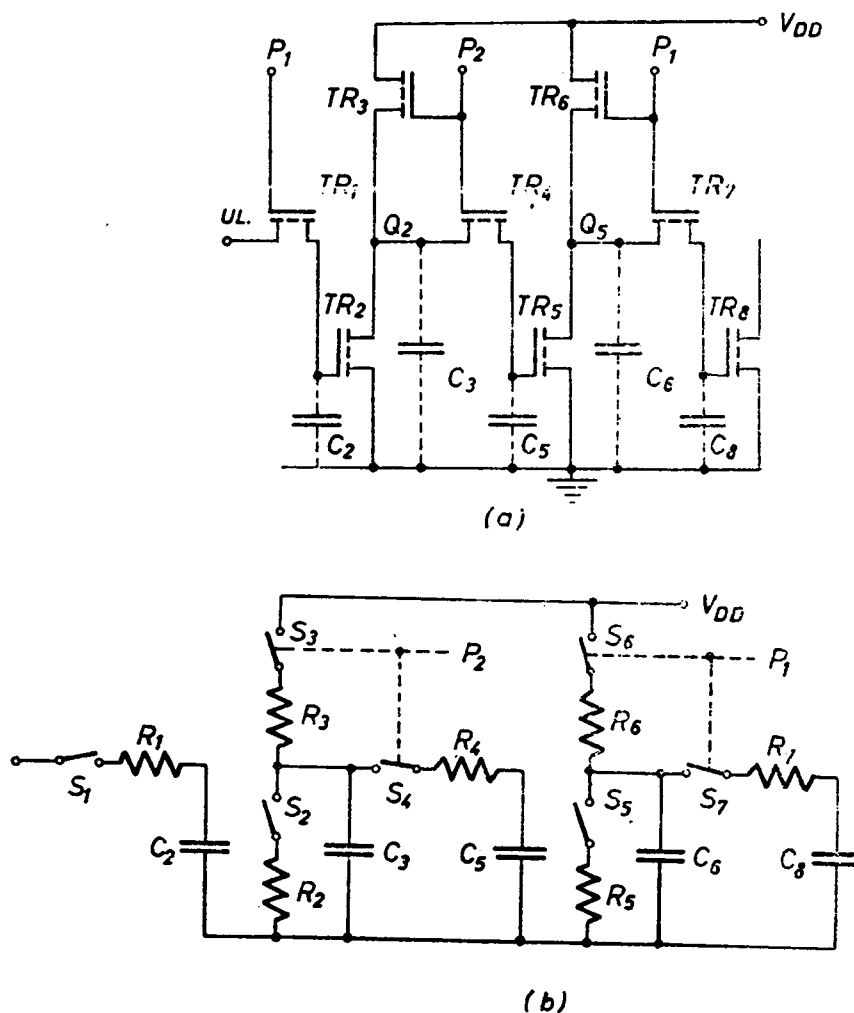 V_DD
P₁ P₂ P₁
TR₃ TR₆
TR₁ TR₄ TR₇
UL. Q₂ Q₅
TR₂ TR₅ TR₈
C₃ C₆
C₂ C₅ C₈
(a)
V_DD
S₃ P₂ S₆ P₁
R₁ R₃ R₄ R₆ R₇
S₁ S₂ S₄ S₅ S₇
C₂ C₃ C₅ C₆ C₈
R₂ R₅
(b)